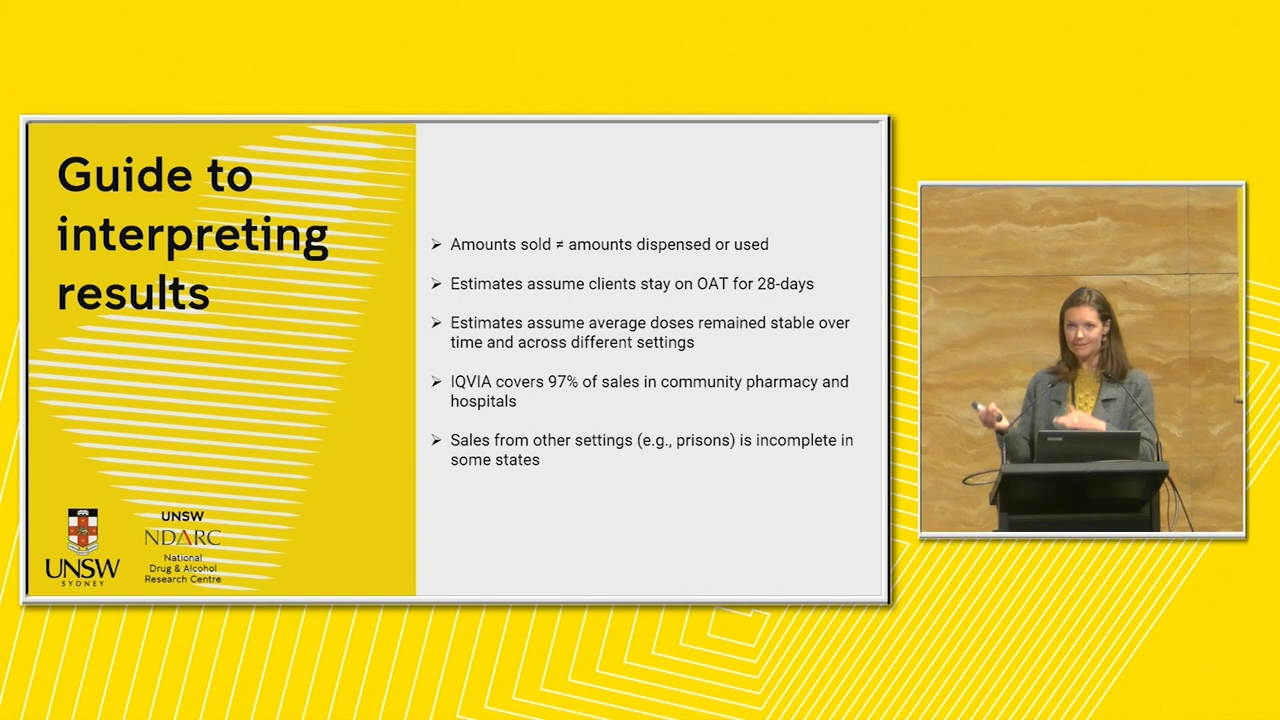 Guide to
interpreting
results
➢ Amounts sold ≠ amounts dispensed or used
➢ Estimates assume clients stay on OAT for 28-days
➢ Estimates assume average doses remained stable over
time and across different settings
➢ IQVIA covers 97% of sales in community pharmacy and
hospitals
➢ Sales from other settings (e.g., prisons) is incomplete in
some states
UNSW
SYDNEY
UNSW
NDARC
National
Drug & Alcohol
Research Centre